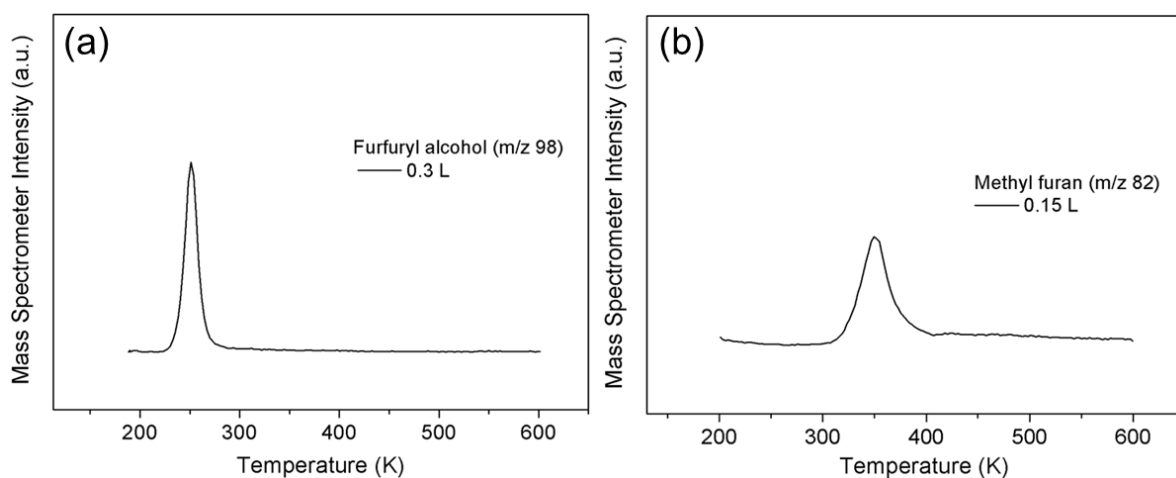 (a)
Mass Spectrometer Intensity (a.u.)
Furfuryl alcohol (m/z 98)
0.3 L
200 300 400 500 600
Temperature (K)
(b)
Mass Spectrometer Intensity (a.u.)
Methyl furan (m/z 82)
0.15 L
200 300 400 500 600
Temperature (K)